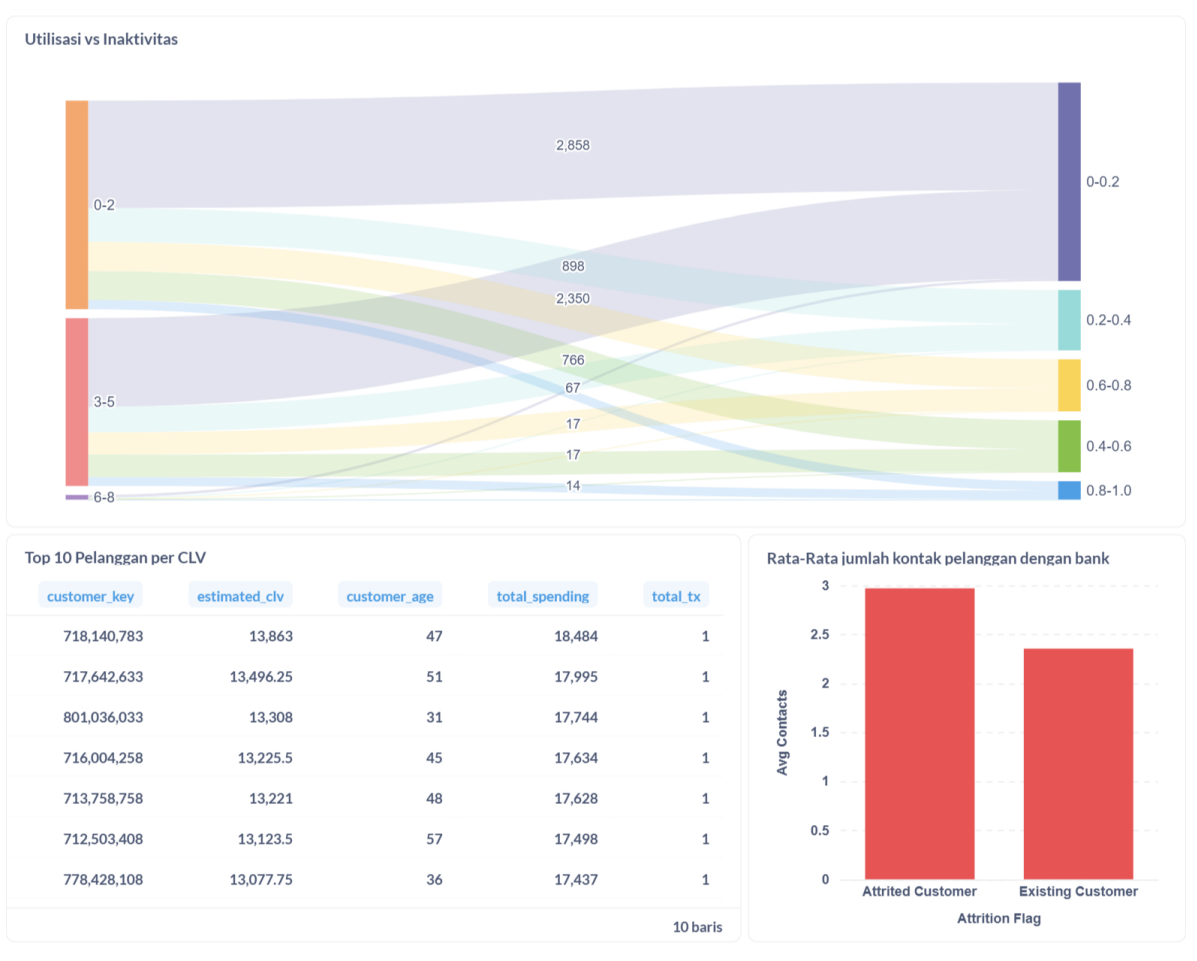 Utilisasi vs Inaktivitas
2,858
0-2
0-0.2
898
2,350
0.2-0.4
766
67
0.6-0.8
3-5
17
0.4-0.6
17
14
0.8-1.0
6-8
Top 10 Pelanggan per CLV
customer_key estimated_clv customer_age total_spending total_tx
718,140,783 13,863 47 18,484 1
717,642,633 13,496.25 51 17,995 1
801,036,033 13,308 31 17,744 1
716,004,258 13,225.5 45 17,634 1
713,758,758 13,221 48 17,628 1
712,503,408 13,123.5 57 17,498 1
778,428,108 13,077.75 36 17,437 1
10 baris
Rata-Rata jumlah kontak pelanggan dengan bank
3
2.5
2
1.5
1
0.5
0
Avg Contacts
Attrited Customer Existing Customer
Attrition Flag